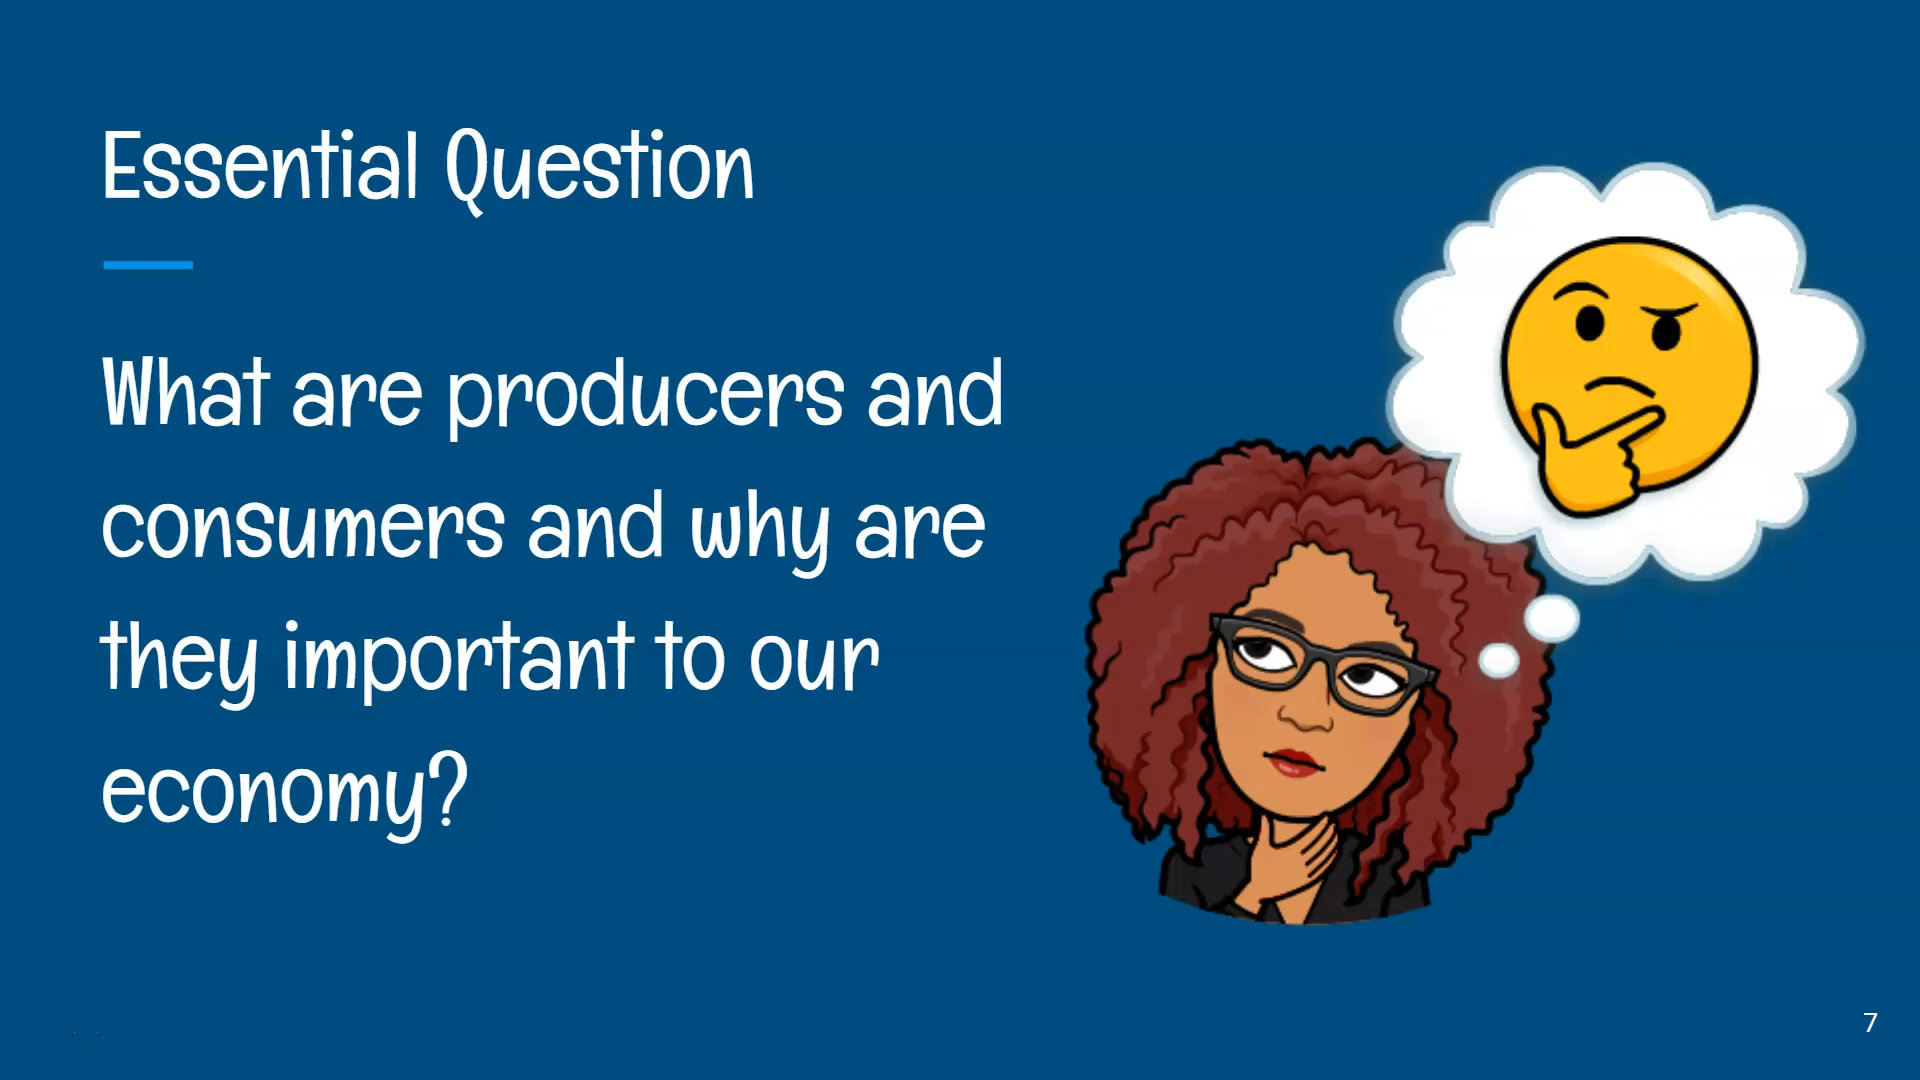 Essential Question
What are producers and
consumers and why are
they important to our
economy?
7